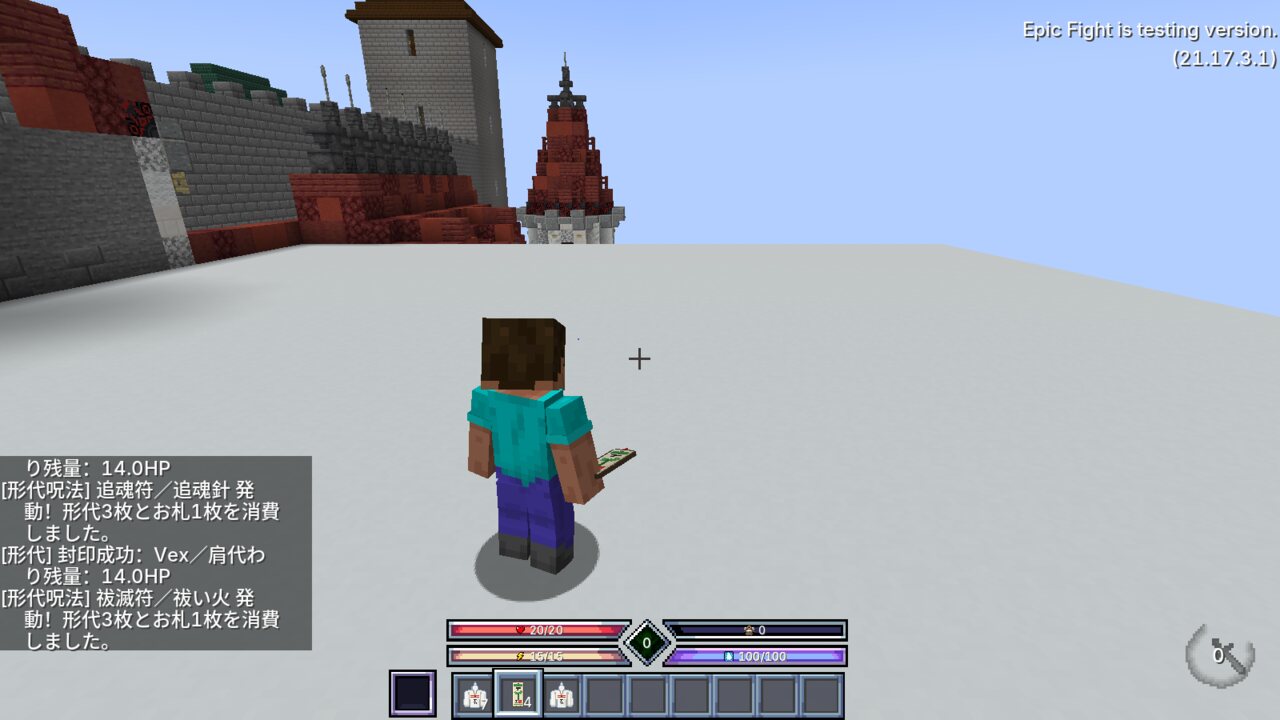 Epic Fight is testing version.
(21.17.3.1)
り残量: 14.0HP
[形代呪法] 追魂符／追魂針 発
動! 形代3枚とお札1枚を消費
しました。
[形代] 封印成功: Vex／肩代わ
り残量: 14.0HP
[形代呪法] 祓滅符／祓い火 発
動! 形代3枚とお札1枚を消費
しました。
20/20
0
0
15/15
100/100
7
4
0